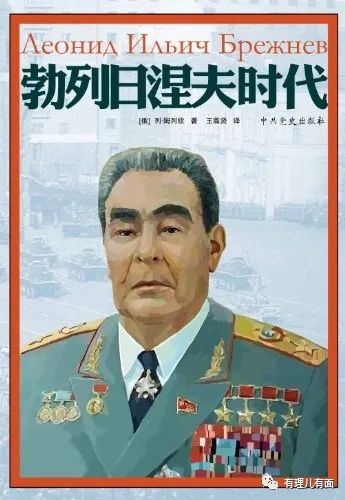 Леонид Ильич Брежнев
勃列日涅夫时代
[俄] 列·姆列钦 著 王尊贤 译 中共党史出版社
有理儿有面